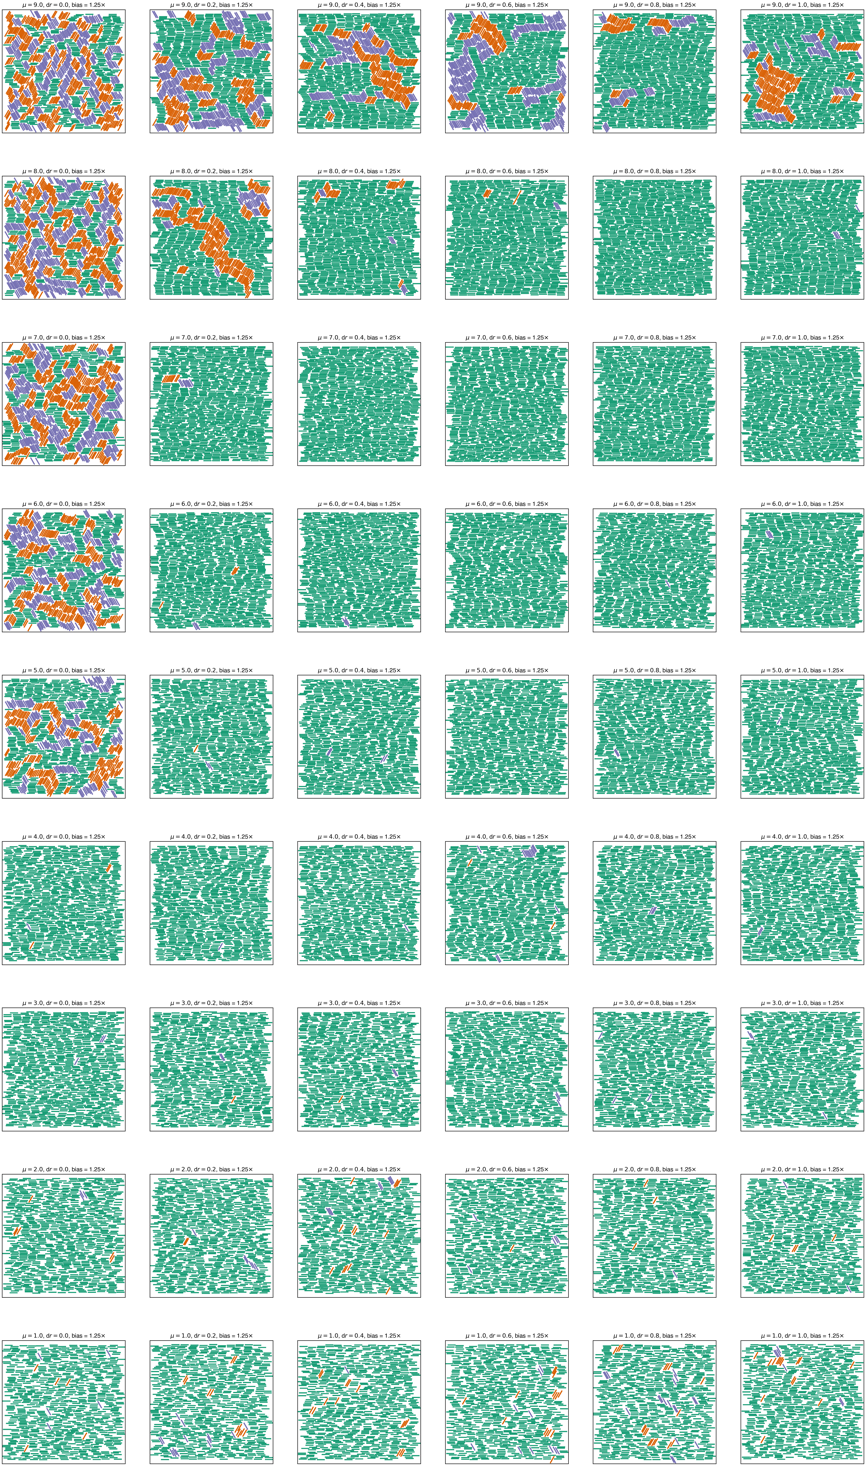 μ = 9.0, dr = 0.0, bias = 1.25×
μ = 9.0, dr = 0.2, bias = 1.25×
μ = 9.0, dr = 0.4, bias = 1.25×
μ = 9.0, dr = 0.6, bias = 1.25×
μ = 9.0, dr = 0.8, bias = 1.25×
μ = 9.0, dr = 1.0, bias = 1.25×
μ = 8.0, dr = 0.0, bias = 1.25×
μ = 8.0, dr = 0.2, bias = 1.25×
μ = 8.0, dr = 0.4, bias = 1.25×
μ = 8.0, dr = 0.6, bias = 1.25×
μ = 8.0, dr = 0.8, bias = 1.25×
μ = 8.0, dr = 1.0, bias = 1.25×
μ = 7.0, dr = 0.0, bias = 1.25×
μ = 7.0, dr = 0.2, bias = 1.25×
μ = 7.0, dr = 0.4, bias = 1.25×
μ = 7.0, dr = 0.6, bias = 1.25×
μ = 7.0, dr = 0.8, bias = 1.25×
μ = 7.0, dr = 1.0, bias = 1.25×
μ = 6.0, dr = 0.0, bias = 1.25×
μ = 6.0, dr = 0.2, bias = 1.25×
μ = 6.0, dr = 0.4, bias = 1.25×
μ = 6.0, dr = 0.6, bias = 1.25×
μ = 6.0, dr = 0.8, bias = 1.25×
μ = 6.0, dr = 1.0, bias = 1.25×
μ = 5.0, dr = 0.0, bias = 1.25×
μ = 5.0, dr = 0.2, bias = 1.25×
μ = 5.0, dr = 0.4, bias = 1.25×
μ = 5.0, dr = 0.6, bias = 1.25×
μ = 5.0, dr = 0.8, bias = 1.25×
μ = 5.0, dr = 1.0, bias = 1.25×
μ = 4.0, dr = 0.0, bias = 1.25×
μ = 4.0, dr = 0.2, bias = 1.25×
μ = 4.0, dr = 0.4, bias = 1.25×
μ = 4.0, dr = 0.6, bias = 1.25×
μ = 4.0, dr = 0.8, bias = 1.25×
μ = 4.0, dr = 1.0, bias = 1.25×
μ = 3.0, dr = 0.0, bias = 1.25×
μ = 3.0, dr = 0.2, bias = 1.25×
μ = 3.0, dr = 0.4, bias = 1.25×
μ = 3.0, dr = 0.6, bias = 1.25×
μ = 3.0, dr = 0.8, bias = 1.25×
μ = 3.0, dr = 1.0, bias = 1.25×
μ = 2.0, dr = 0.0, bias = 1.25×
μ = 2.0, dr = 0.2, bias = 1.25×
μ = 2.0, dr = 0.4, bias = 1.25×
μ = 2.0, dr = 0.6, bias = 1.25×
μ = 2.0, dr = 0.8, bias = 1.25×
μ = 2.0, dr = 1.0, bias = 1.25×
μ = 1.0, dr = 0.0, bias = 1.25×
μ = 1.0, dr = 0.2, bias = 1.25×
μ = 1.0, dr = 0.4, bias = 1.25×
μ = 1.0, dr = 0.6, bias = 1.25×
μ = 1.0, dr = 0.8, bias = 1.25×
μ = 1.0, dr = 1.0, bias = 1.25×